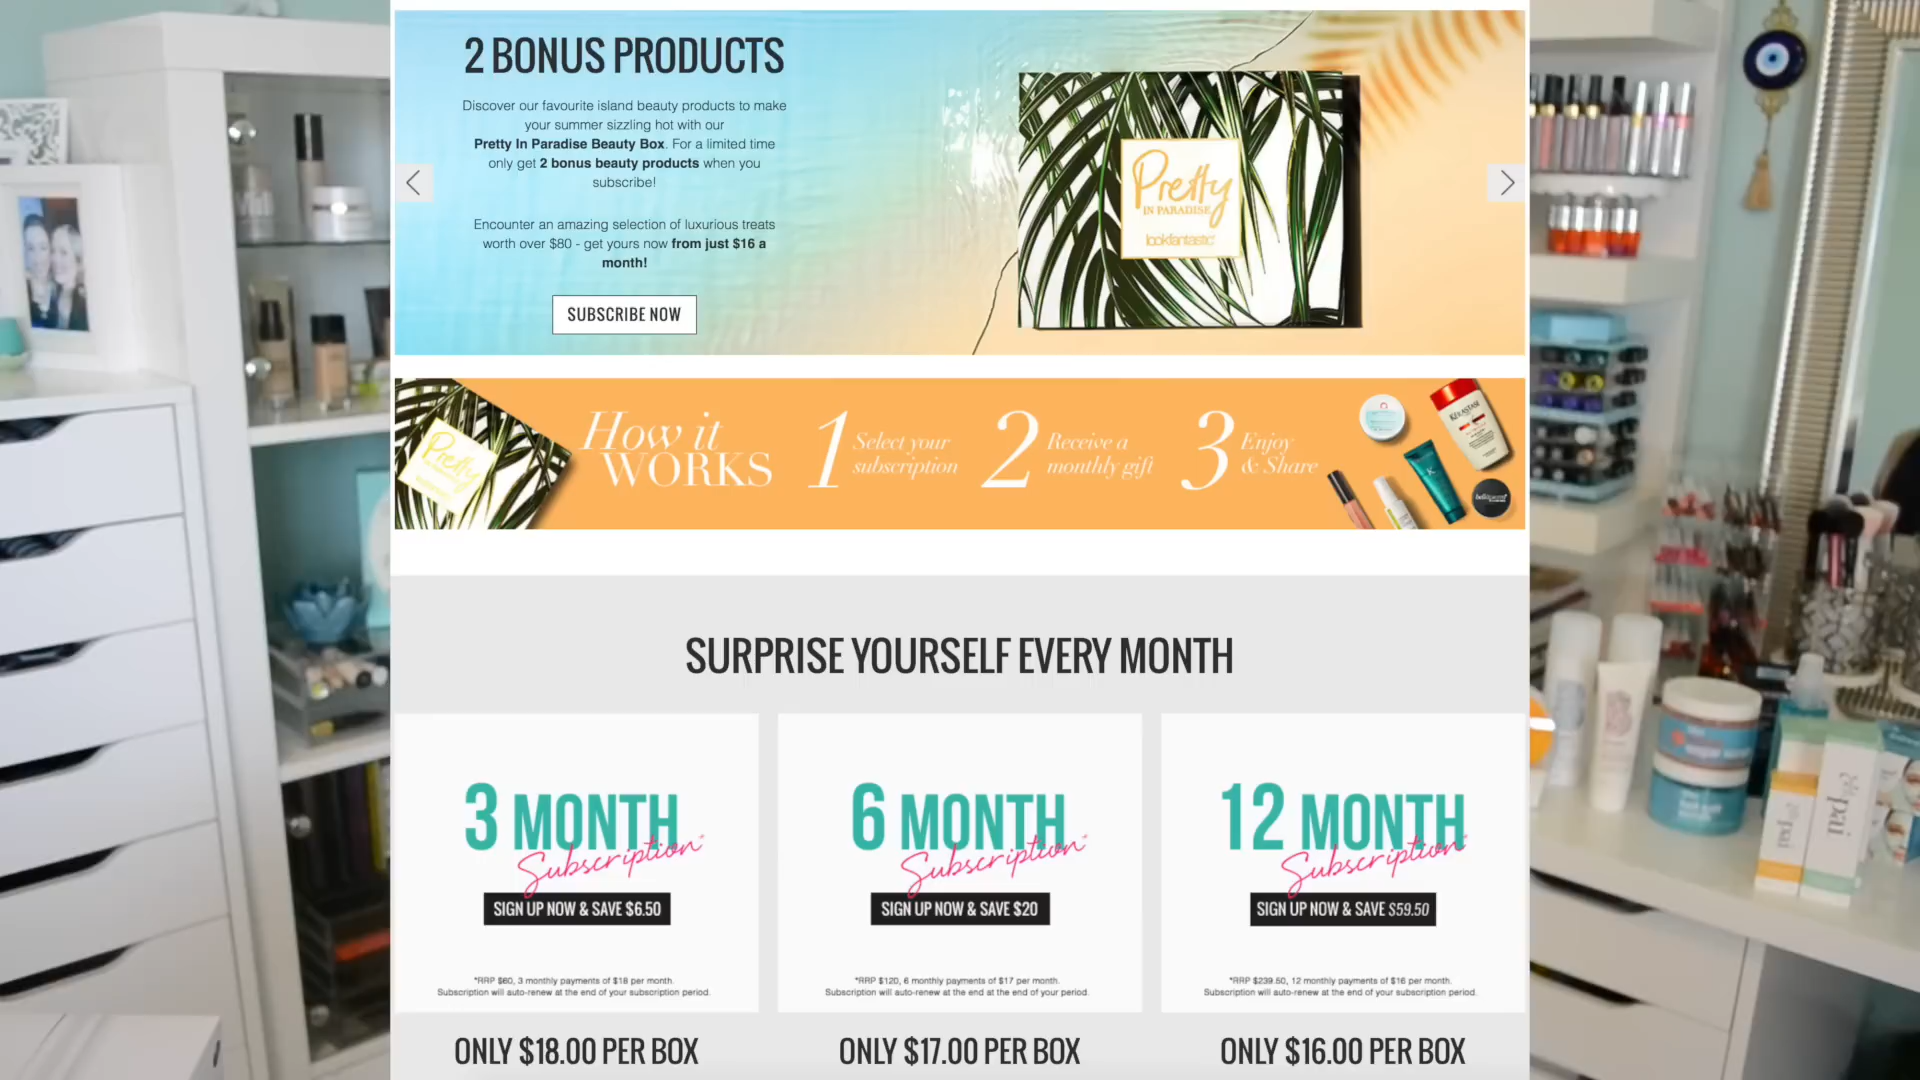 2 BONUS PRODUCTS
Discover our favourite island beauty products to make
your summer sizzling hot with our
Pretty In Paradise Beauty Box. For a limited time
only get 2 bonus beauty products when you
subscribe!
Encounter an amazing selection of luxurious treats
worth over $80 - get yours now from just $16 a
month!
SUBSCRIBE NOW
Pretty
IN PARADISE
lookfantastic
Pretty
How it
WORKS
1 Select your
subscription
2 Receive a
monthly gift
3 Enjoy
& Share
KÉRASTASE
SURPRISE YOURSELF EVERY MONTH
3 MONTH
Subscription*
SIGN UP NOW & SAVE $6.50
*RRP $60, 3 monthly payments of $18 per month.
Subscription will auto-renew at the end of your subscription period.
ONLY $18.00 PER BOX
6 MONTH
Subscription*
SIGN UP NOW & SAVE $20
*RRP $120, 6 monthly payments of $17 per month.
Subscription will auto-renew at the end at the end of your period.
ONLY $17.00 PER BOX
12 MONTH
Subscription*
SIGN UP NOW & SAVE $59.50
*RRP $239.50, 12 monthly payments of $16 per month.
Subscription will auto-renew at the end of your subscription period.
ONLY $16.00 PER BOX
pai